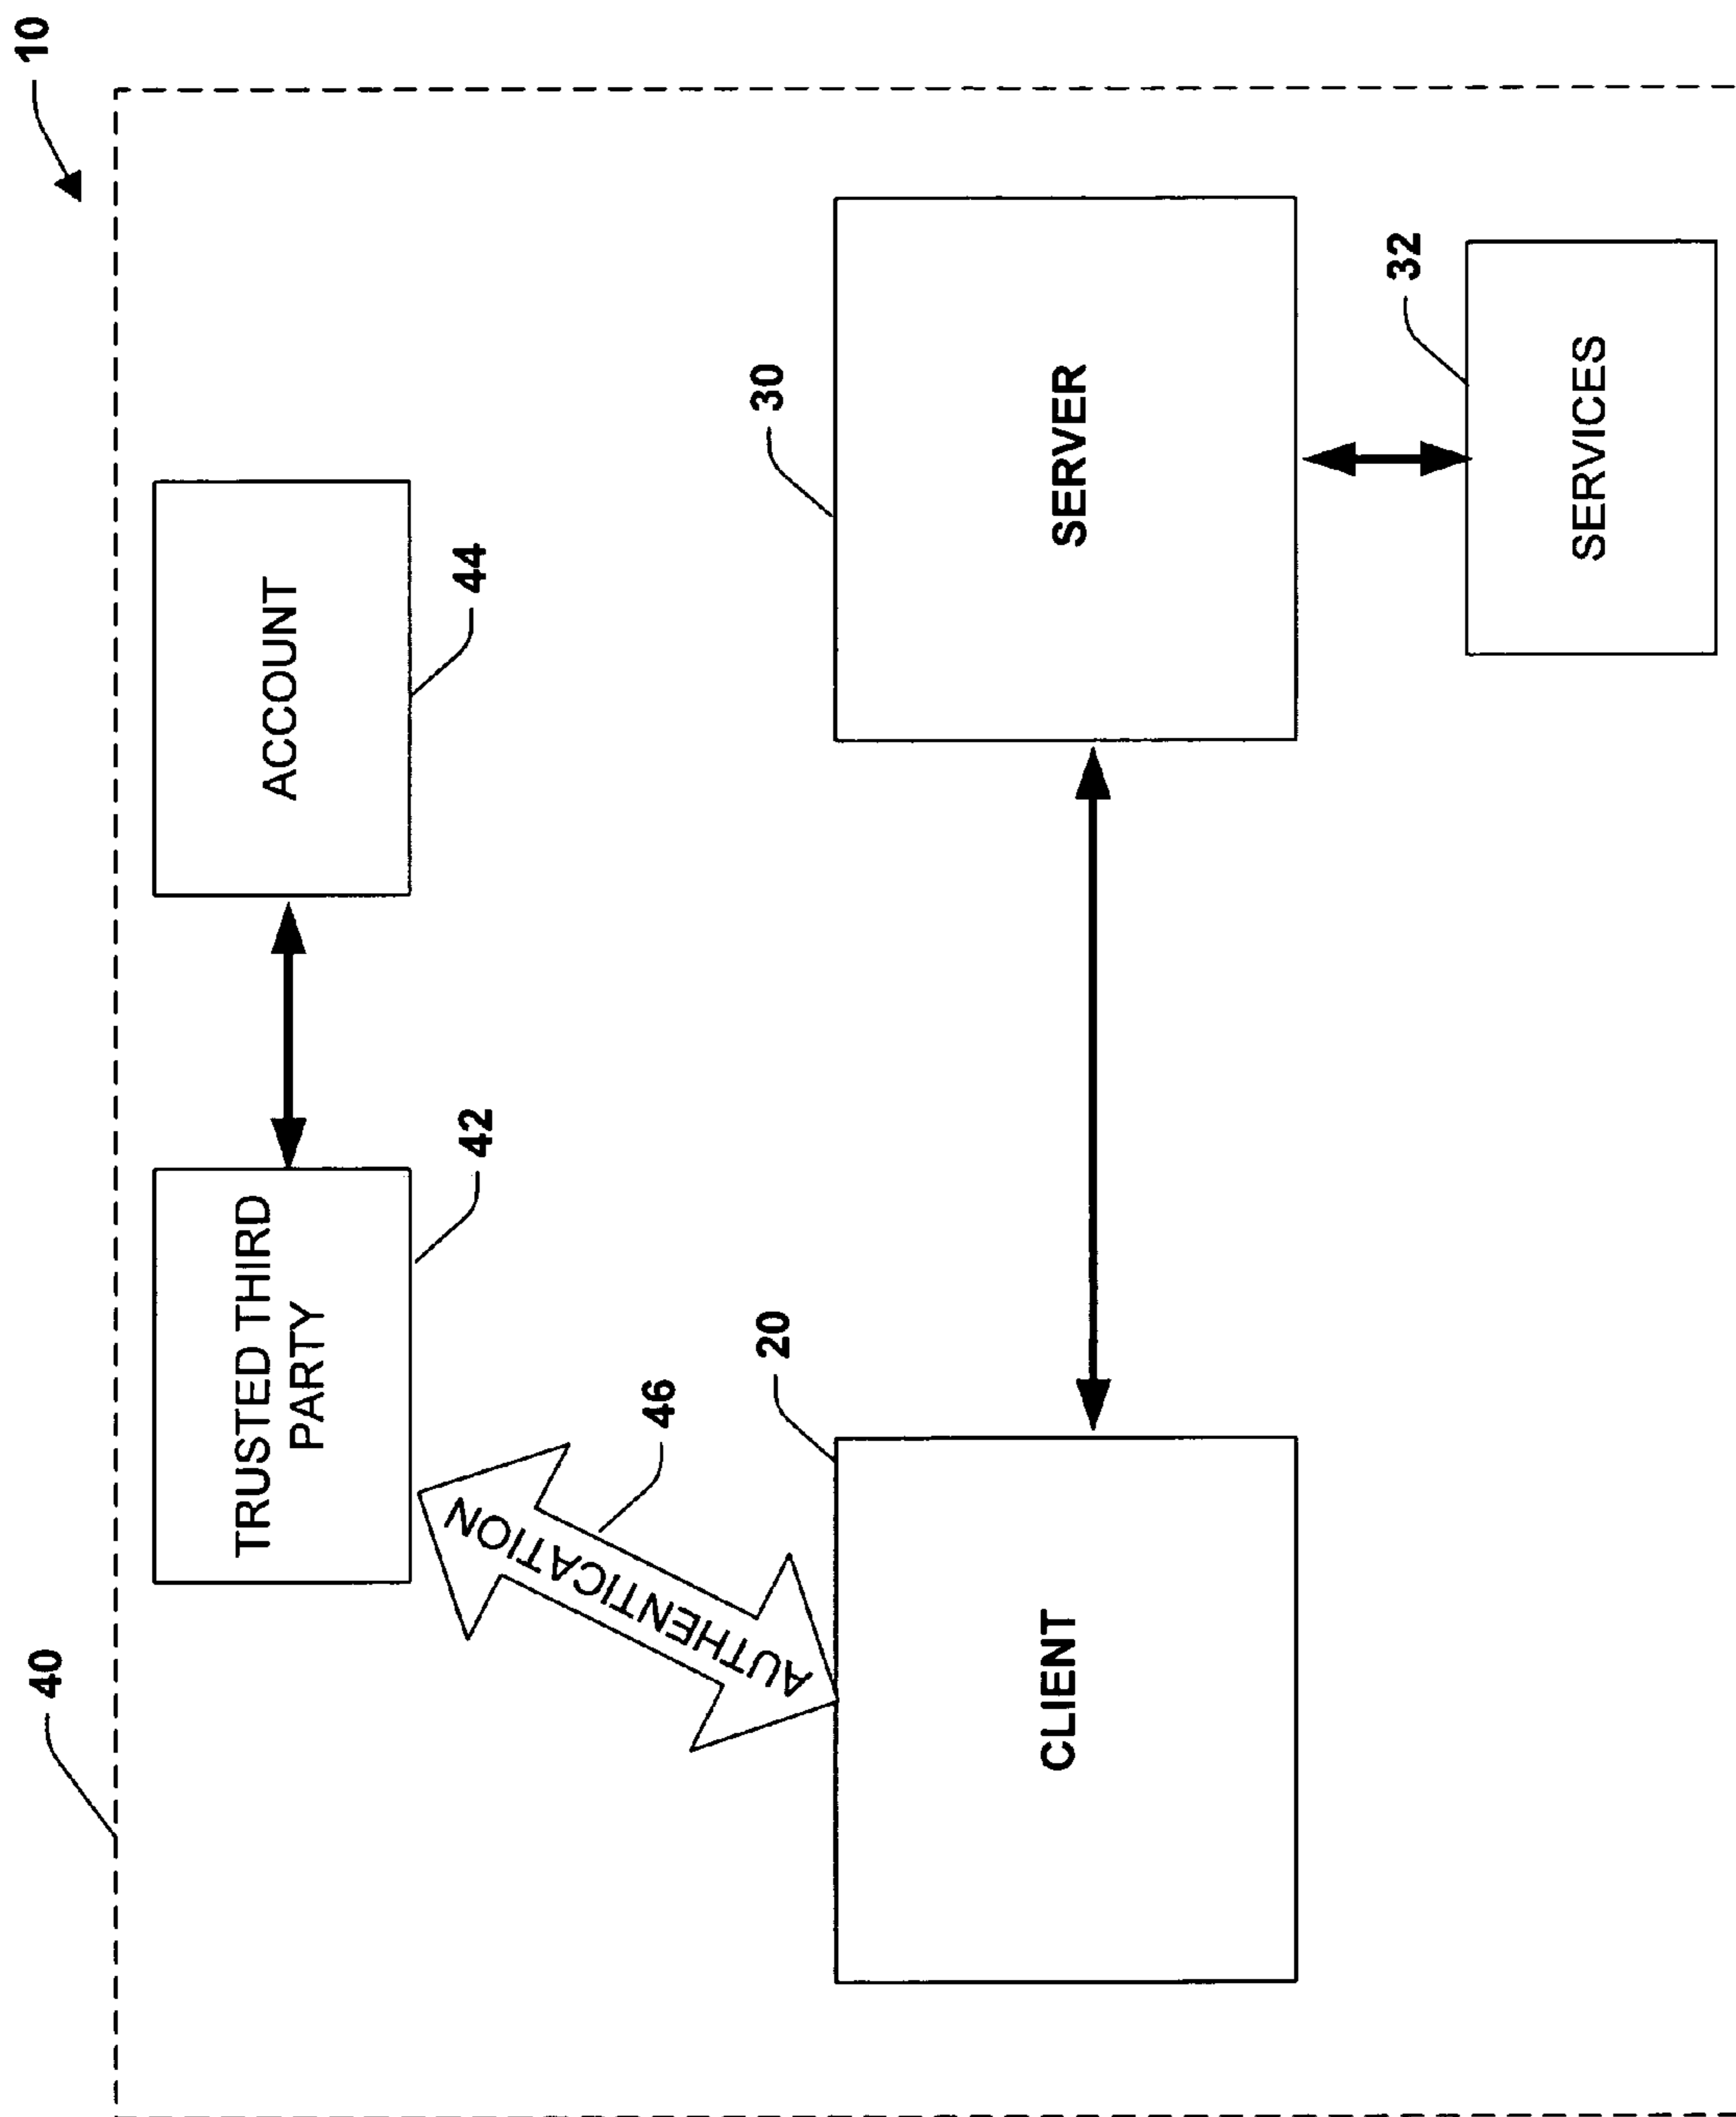 10
40
TRUSTED THIRD
PARTY
42
ACCOUNT
44
AUTHENTICATION
46
20
CLIENT
30
SERVER
32
SERVICES